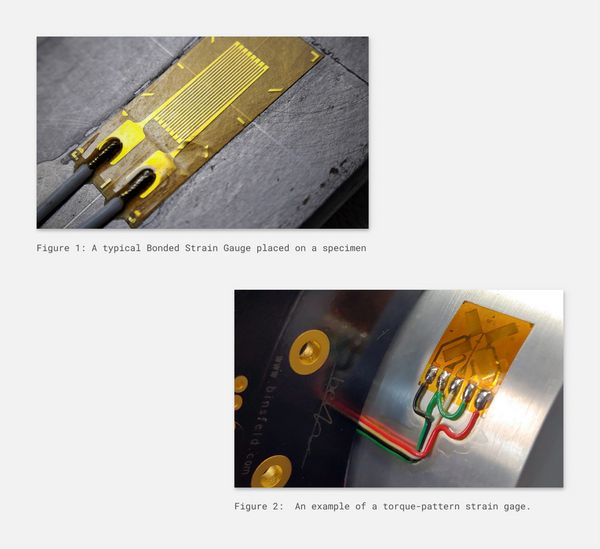 Figure 1: A typical Bonded Strain Gauge placed on a specimen
www.binsfeld.com
Figure 2:  An example of a torque-pattern strain gage.